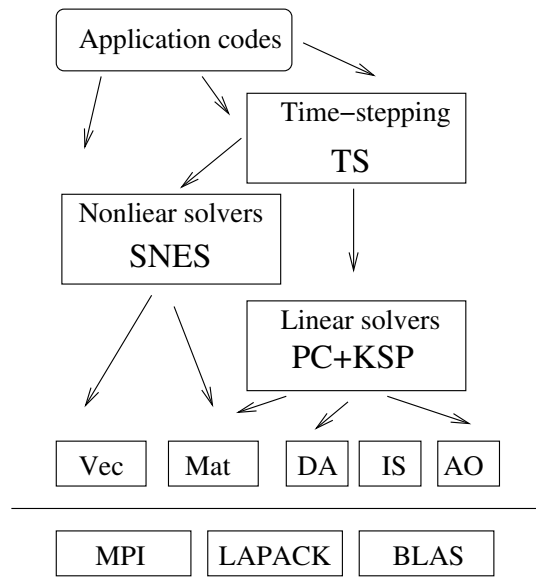 Application codes
Time−stepping
TS
Nonliear solvers
SNES
Linear solvers
PC+KSP
Vec
Mat
DA
IS
AO
MPI
LAPACK
BLAS